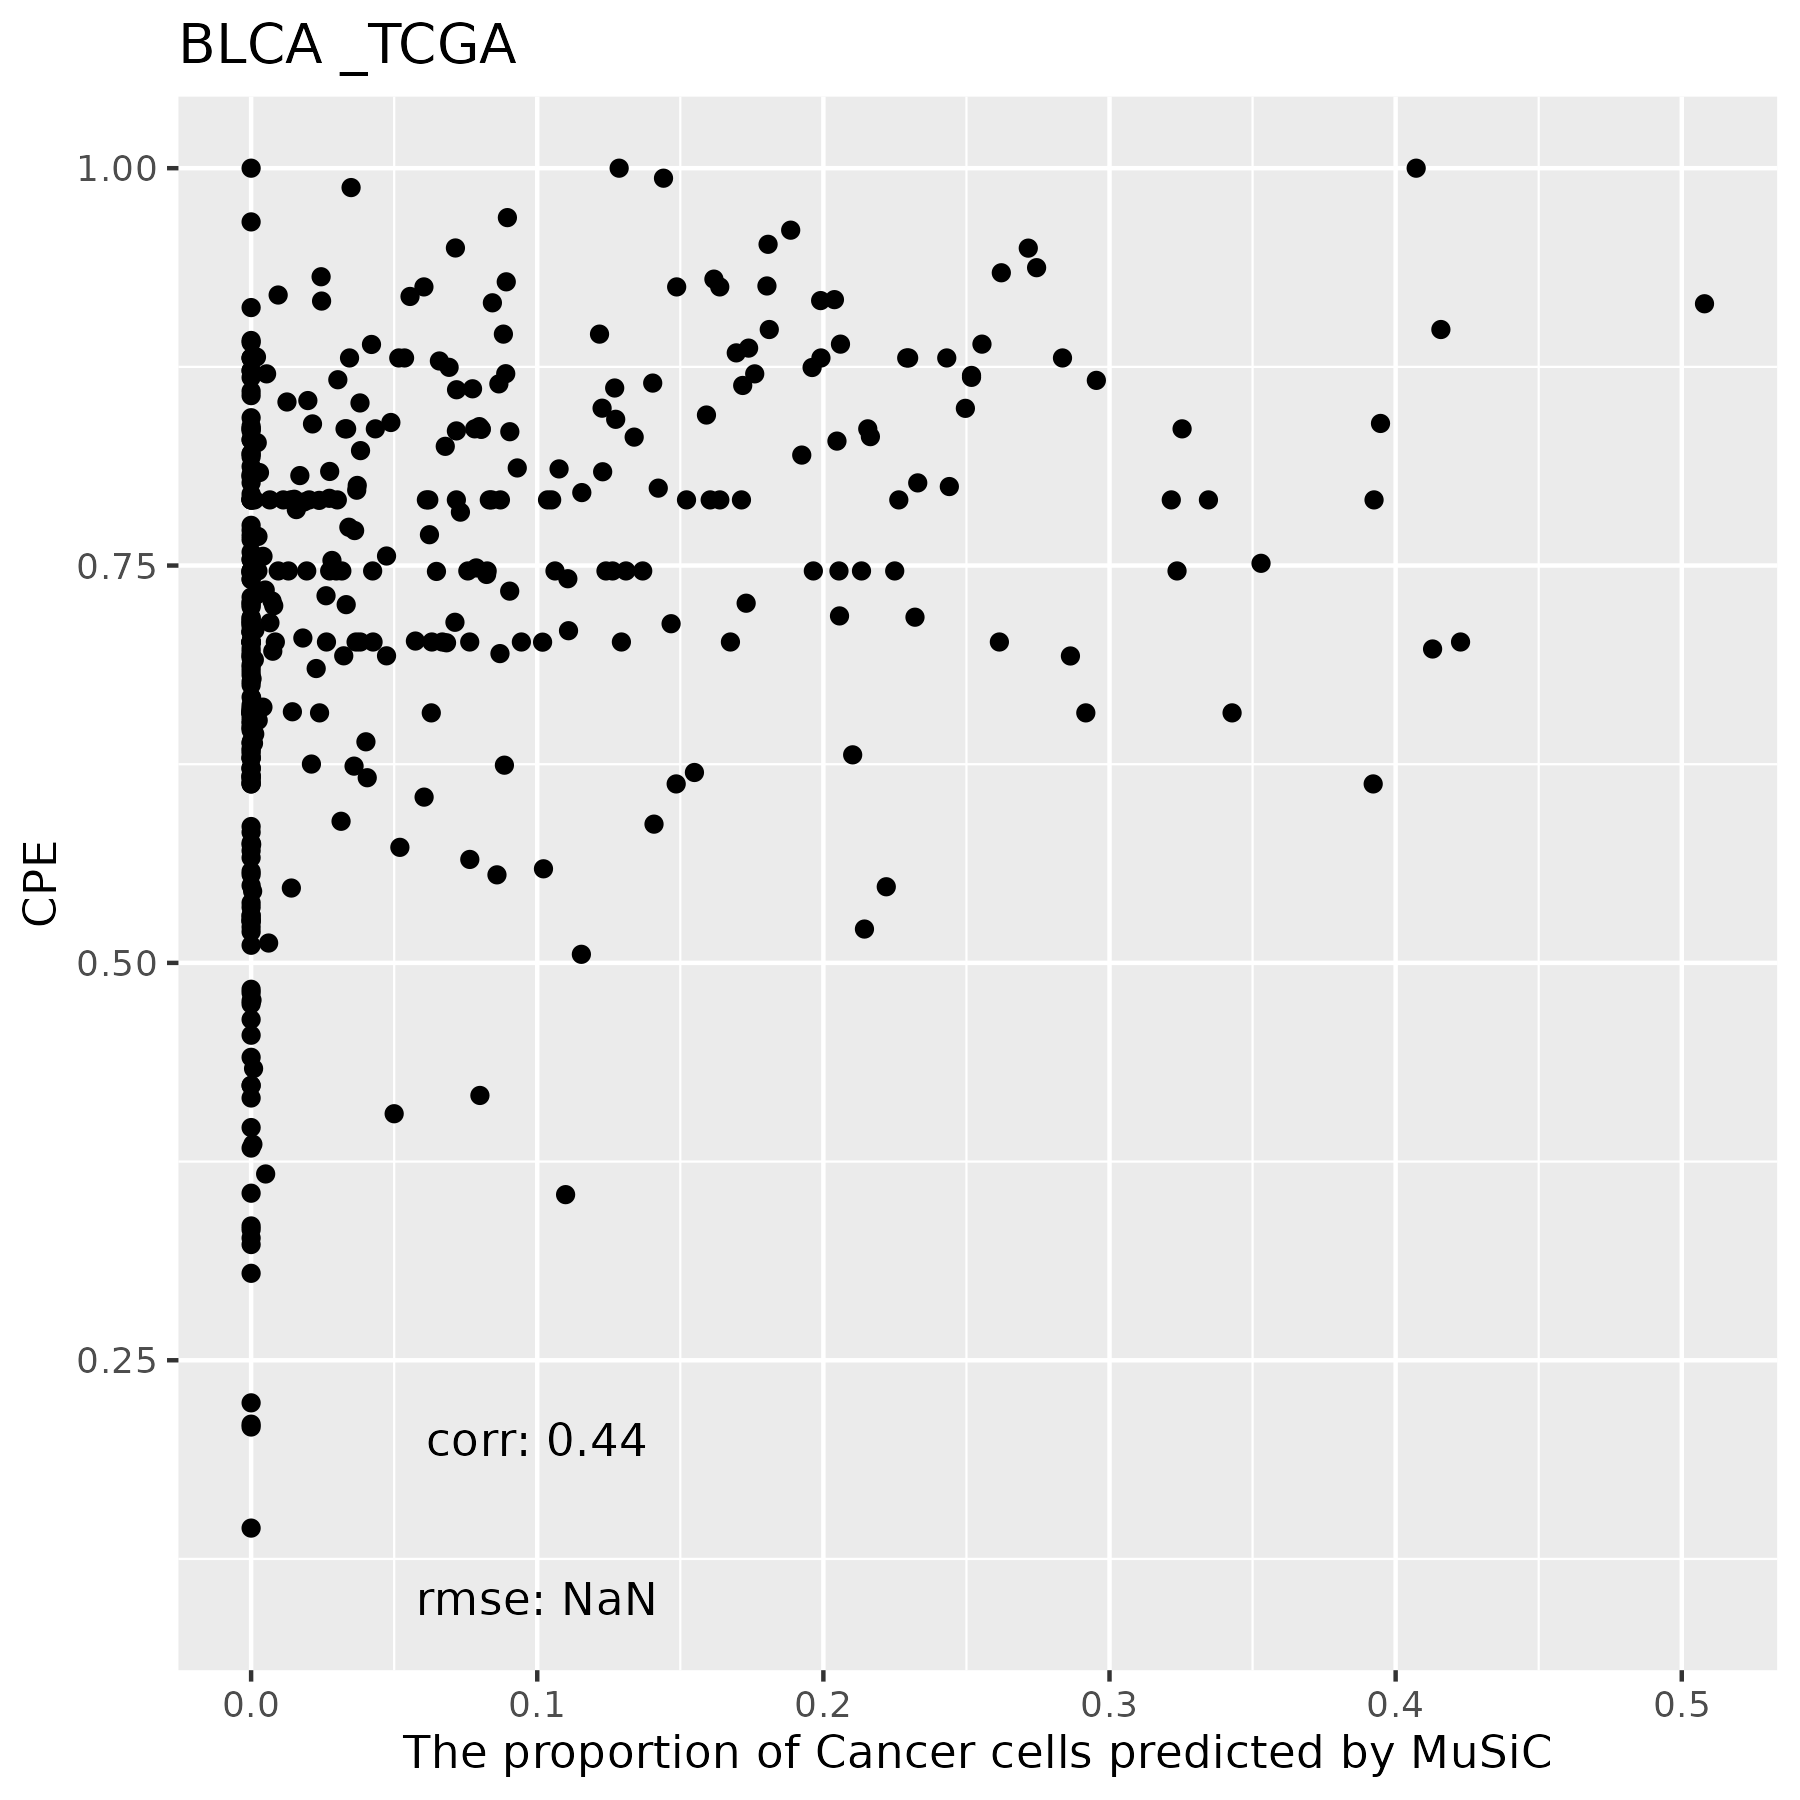 BLCA _TCGA
1.00
0.75
0.50
0.25
CPE
corr: 0.44
rmse: NaN
0.0 0.1 0.2 0.3 0.4 0.5
The proportion of Cancer cells predicted by MuSiC